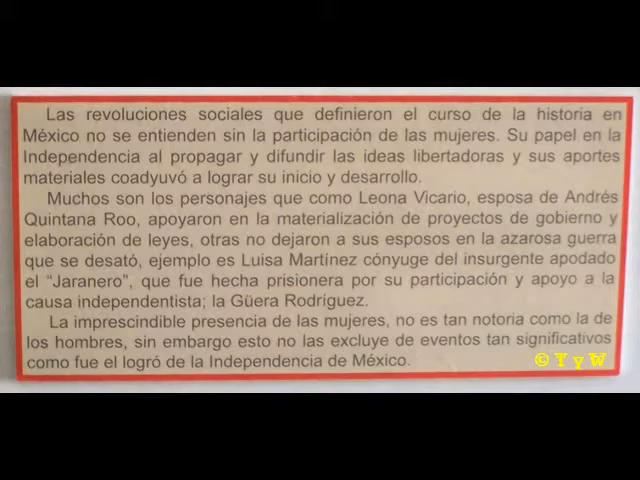 Las revoluciones sociales que definieron el curso de la historia en
México no se entienden sin la participación de las mujeres. Su papel en la
Independencia al propagar y difundir las ideas libertadoras y sus aportes
materiales coadyuvó a lograr su inicio y desarrollo.
Muchos son los personajes que como Leona Vicario, esposa de Andrés
Quintana Roo, apoyaron en la materialización de proyectos de gobierno y
elaboración de leyes, otras no dejaron a sus esposos en la azarosa guerra
que se desató, ejemplo es Luisa Martínez cónyuge del insurgente apodado
el “Jaranero”, que fue hecha prisionera por su participación y apoyo a la
causa independentista; la Güera Rodríguez.
La imprescindible presencia de las mujeres, no es tan notoria como la de
los hombres, sin embargo esto no las excluye de eventos tan significativos
como fue el logró de la Independencia de México.
© T y W